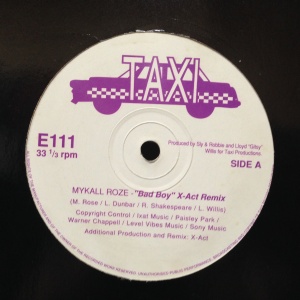 TAXI
E111
33 1/3 rpm
Produced by Sly & Robbie and Lloyd "Gitsy"
Willis for Taxi Productions.
SIDE A
MYKALL ROZE - "Bad Boy" X-Act Remix
(M. Rose / L. Dunbar / R. Shakespeare / L. Willis)
Copyright Control / Ixat Music / Paisley Park /
Warner Chappell / Level Vibes Music / Sony Music
Additional Production and Remix: X-Act